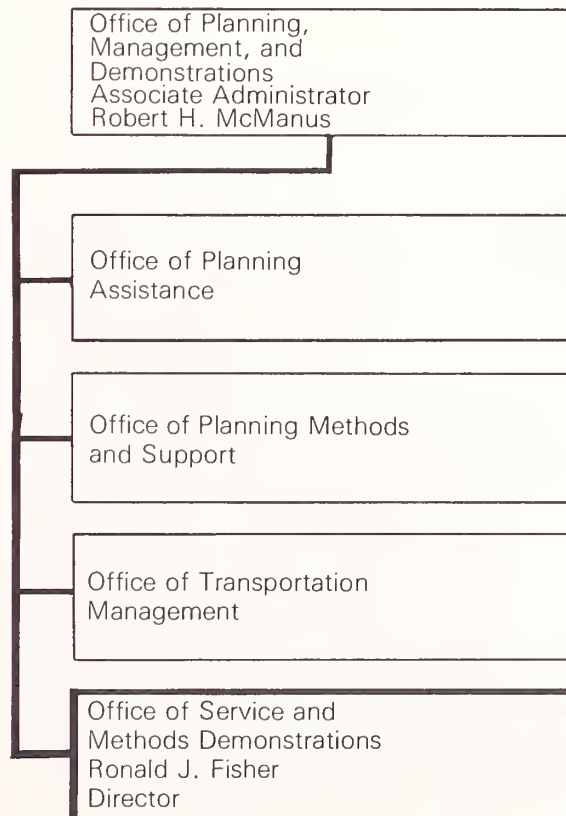 Office of Planning,
Management, and
Demonstrations
Associate Administrator
Robert H. McManus
Office of Planning
Assistance
Office of Planning Methods
and Support
Office of Transportation
Management
Office of Service and
Methods Demonstrations
Ronald J. Fisher
Director